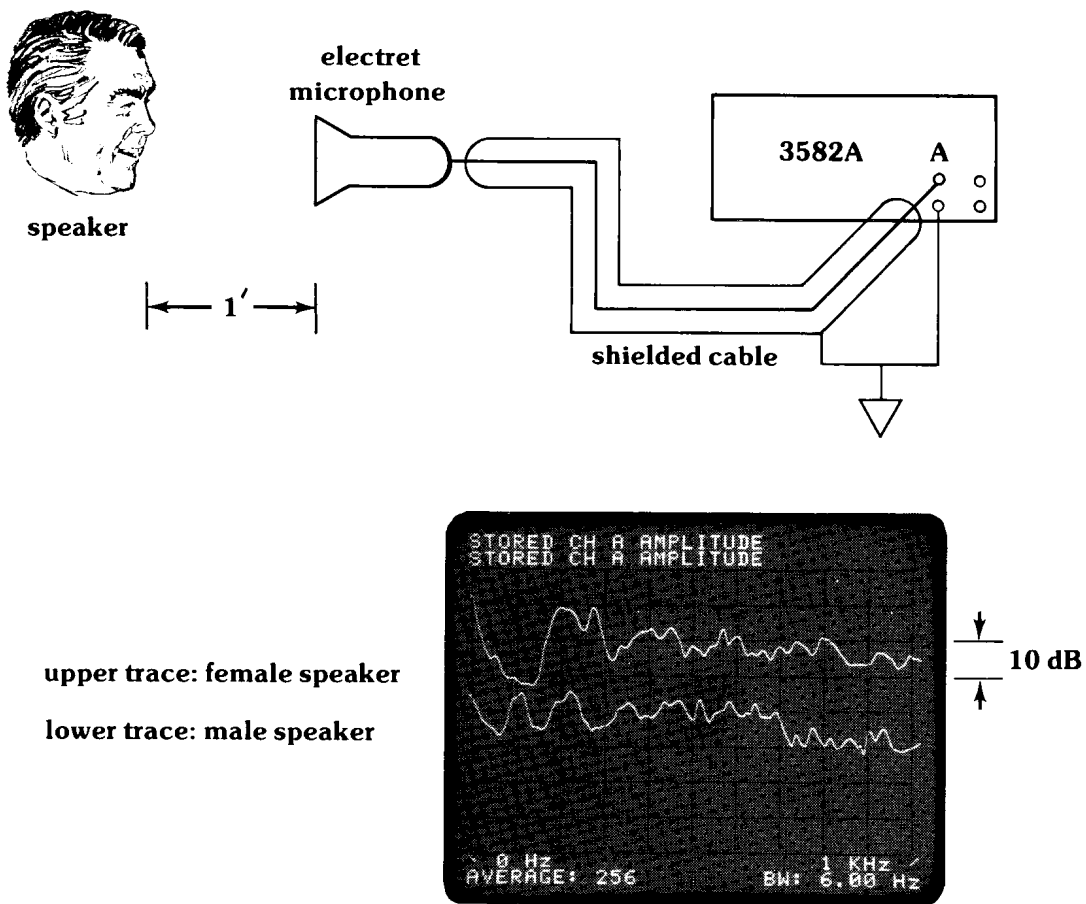 electret
microphone
speaker
1′
3582A
A
shielded cable
STORED CH A AMPLITUDE
STORED CH A AMPLITUDE
upper trace: female speaker
lower trace: male speaker
10 dB
0 Hz
1 KHz
AVERAGE: 256
BW: 6.00 Hz